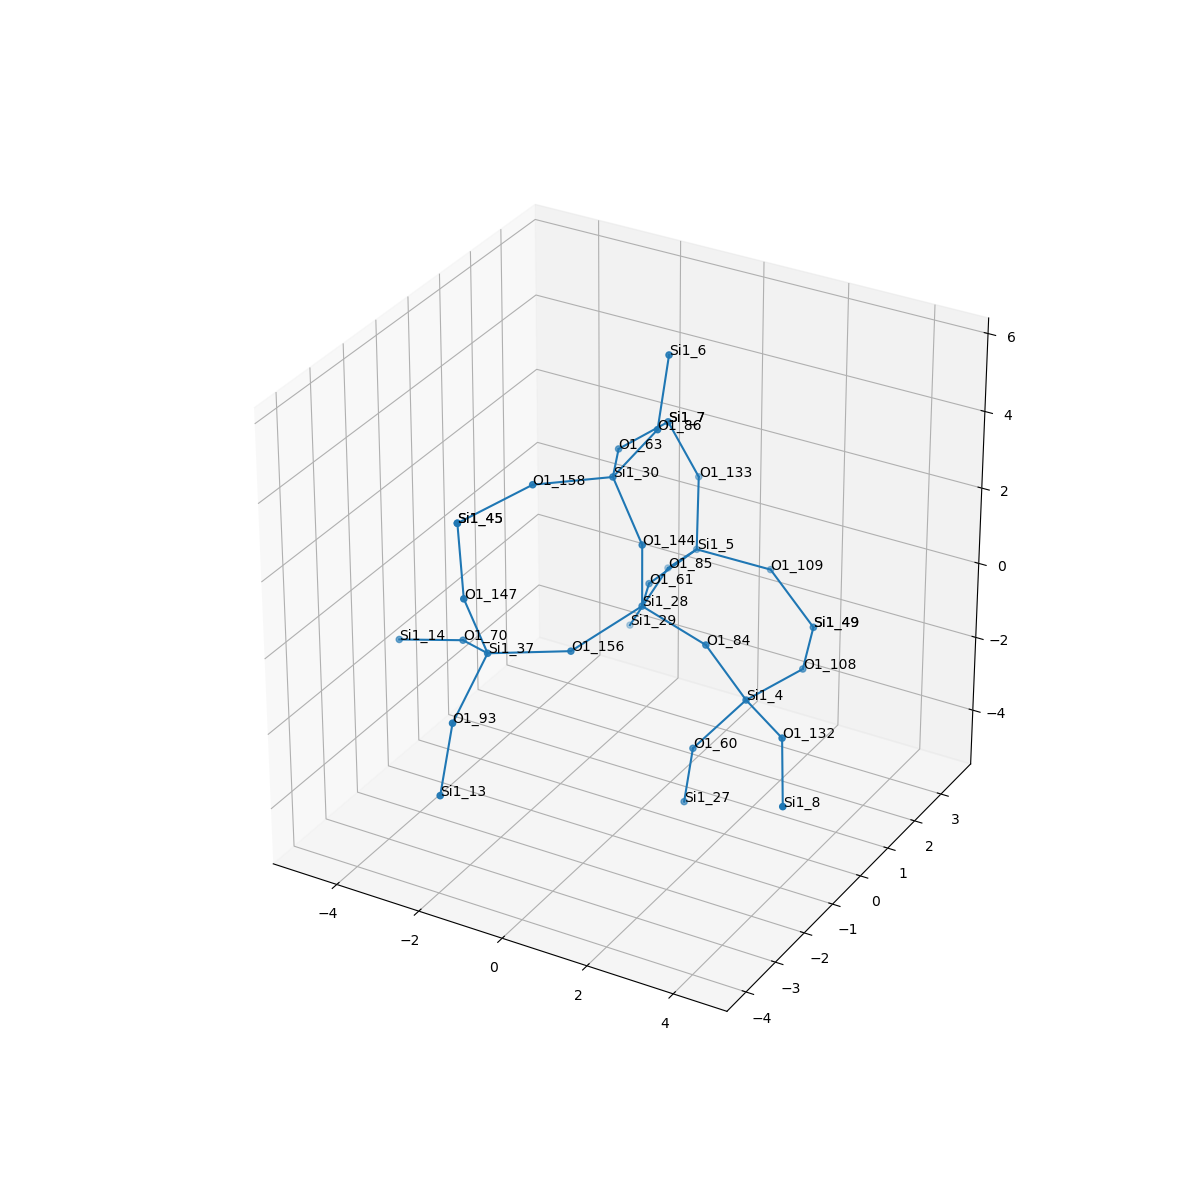 Si1_6
Si1_7
O1_86
O1_63
Si1_30
O1_133
O1_158
Si1_45
O1_144
Si1_5
O1_85
O1_109
O1_61
O1_147
Si1_28
Si1_29
Si1_49
Si1_14
O1_70
Si1_37
O1_156
O1_84
O1_108
Si1_4
O1_93
O1_60
O1_132
Si1_13
Si1_27
Si1_8
6
4
2
0
−2
−4
3
2
1
0
−1
−2
−3
−4
−4
−2
0
2
4